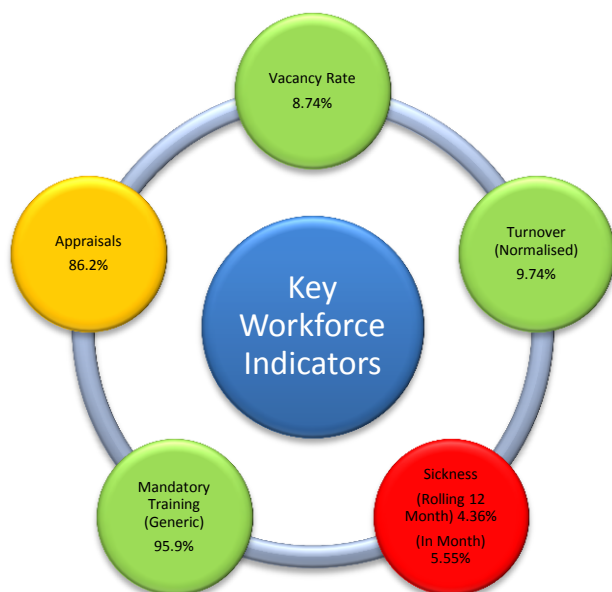 Vacancy Rate
8.74%
Turnover
(Normalised)
9.74%
Sickness
(Rolling 12
Month) 4.36%
(In Month)
5.55%
Mandatory
Training
(Generic)
95.9%
Appraisals
86.2%
Key
Workforce
Indicators